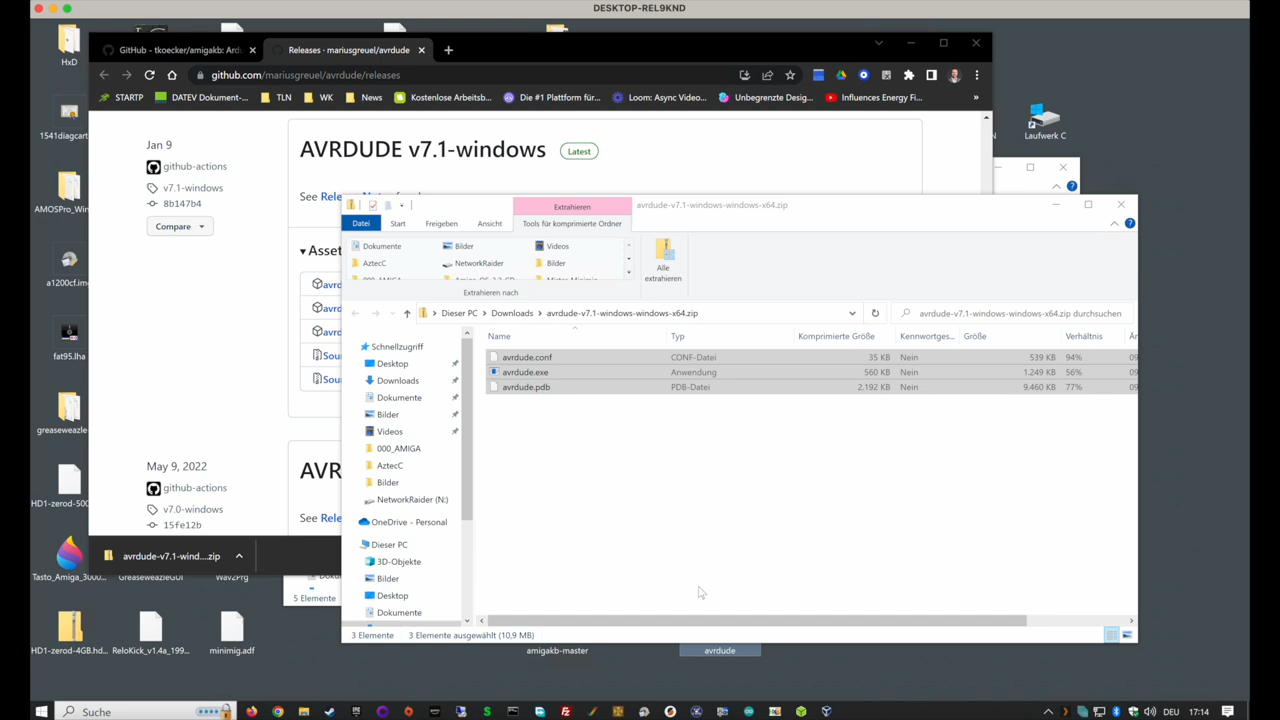 DESKTOP-REL9KND
GitHub - tkoecker/amigakb: Ard
Releases · mariusgreuel/avrdude
github.com/mariusgreuel/avrdude/releases
STARTP
DATEV Dokument-...
TLN
WK
News
Kostenlose Arbeitsb...
Die #1 Plattform für...
Loom: Async Video...
Unbegrenzte Desig...
Influences Energy Fi...
»
HxD
1541diagcart
AMOSPro_Win
a1200cf.im
fat95.lha
greaseweazle
HD1-zerod-500
Tasto_Amiga_3000...
GreaseweazleGUI
Wav2Prg
HD1-zerod-4GB.hd...
ReloKick_v1.4a_199...
minimig.adf
Laufwerk C
Jan 9
github-actions
v7.1-windows
8b147b4
Compare
AVRDUDE v7.1-windows
Latest
See
Asset
avrd
avrd
avrd
Sour
Sour
May 9, 2022
github-actions
v7.0-windows
15fe12b
AVR
See Rele
avrdude-v7.1-wind....zip
5 Elemente
Extrahieren
avrdude-v7.1-windows-windows-x64.zip
Datei
Start
Freigeben
Ansicht
Tools für komprimierte Ordner
Dokumente
Bilder
Videos
AztecC
NetworkRaider
Bilder
Alle
extrahieren
Extrahieren nach
Dieser PC
Downloads
avrdude-v7.1-windows-windows-x64.zip
avrdude-v7.1-windows-windows-x64.zip durchsuchen
Name
Typ
Komprimierte Größe
Kennwortges...
Größe
Verhältnis
Är
avrdude.conf
CONF-Datei
35 KB
Nein
539 KB
94%
09
avrdude.exe
Anwendung
560 KB
Nein
1.249 KB
56%
09
avrdude.pdb
PDB-Datei
2.192 KB
Nein
9.460 KB
77%
09
Schnellzugriff
Desktop
Downloads
Dokumente
Bilder
Videos
000_AMIGA
AztecC
Bilder
NetworkRaider (N:)
OneDrive - Personal
Dieser PC
3D-Objekte
Bilder
Desktop
Dokumente
3 Elemente
3 Elemente ausgewählt (10,9 MB)
amigakb-master
avrdude
Suche
DEU
17:14